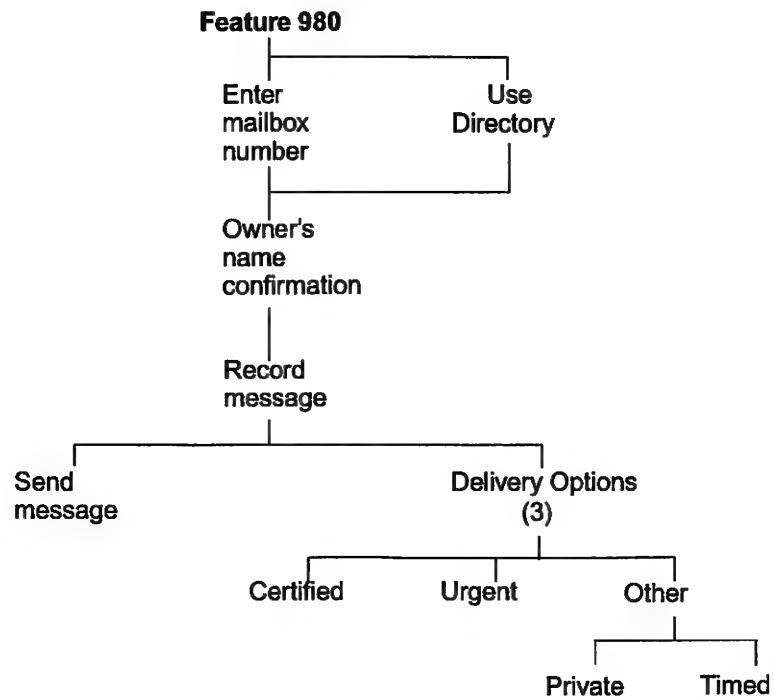 Feature 980
Enter
mailbox
number
Use
Directory
Owner's
name
confirmation
Record
message
Send
message
Delivery Options
(3)
Certified
Urgent
Other
Private
Timed